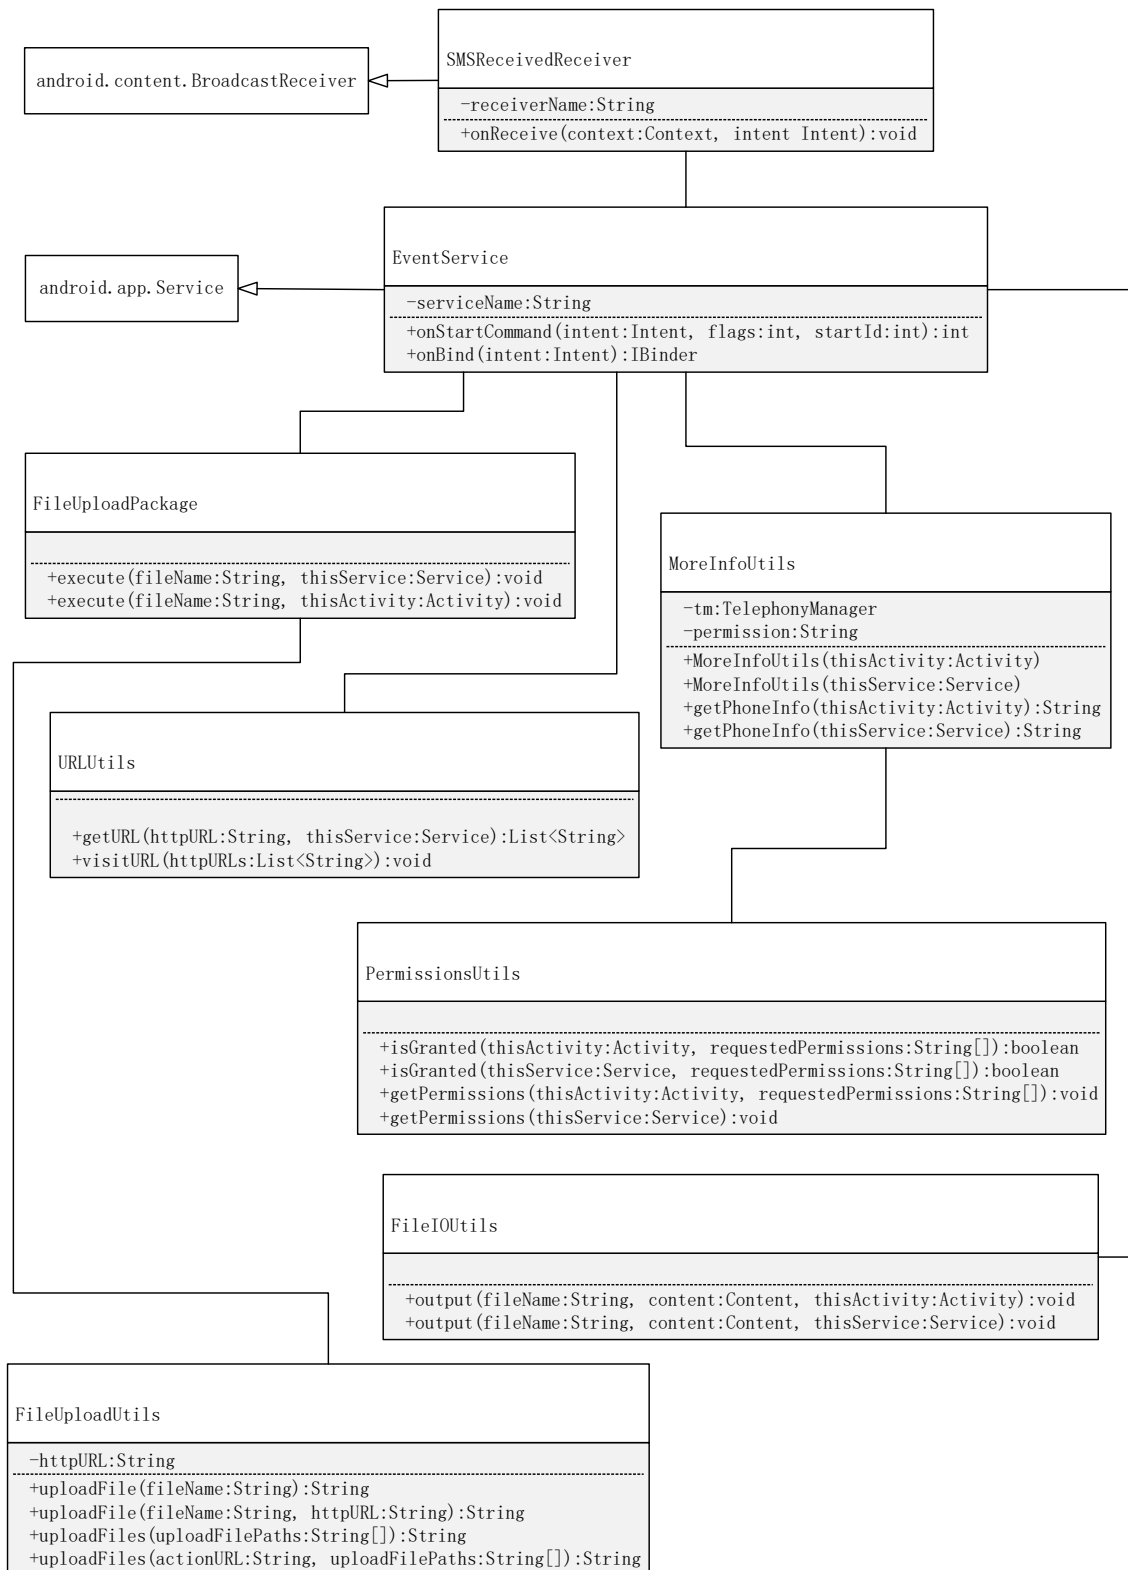 SMSReceivedReceiver
android.content.BroadcastReceiver
-receiverName:String
+onReceive(context:Context, intent Intent):void
EventService
android.app.Service
-serviceName:String
+onStartCommand(intent:Intent, flags:int, startId:int):int
+onBind(intent:Intent):IBinder
FileUploadPackage
+execute(fileName:String, thisService:Service):void
+execute(fileName:String, thisActivity:Activity):void
MoreInfoUtils
-tm:TelephonyManager
-permission:String
+MoreInfoUtils(thisActivity:Activity)
+MoreInfoUtils(thisService:Service)
+getPhoneInfo(thisActivity:Activity):String
+getPhoneInfo(thisService:Service):String
URLUtils
+getURL(httpURL:String, thisService:Service):List<String>
+visitURL(httpURLs:List<String>):void
PermissionsUtils
+isGranted(thisActivity:Activity, requestedPermissions:String[]):boolean
+isGranted(thisService:Service, requestedPermissions:String[]):boolean
+getPermissions(thisActivity:Activity, requestedPermissions:String[]):void
+getPermissions(thisService:Service):void
FileIOUtils
+output(fileName:String, content:Content, thisActivity:Activity):void
+output(fileName:String, content:Content, thisService:Service):void
FileUploadUtils
-httpURL:String
+uploadFile(fileName:String):String
+uploadFile(fileName:String, httpURL:String):String
+uploadFiles(uploadFilePaths:String[]):String
+uploadFiles(actionURL:String, uploadFilePaths:String[]):String